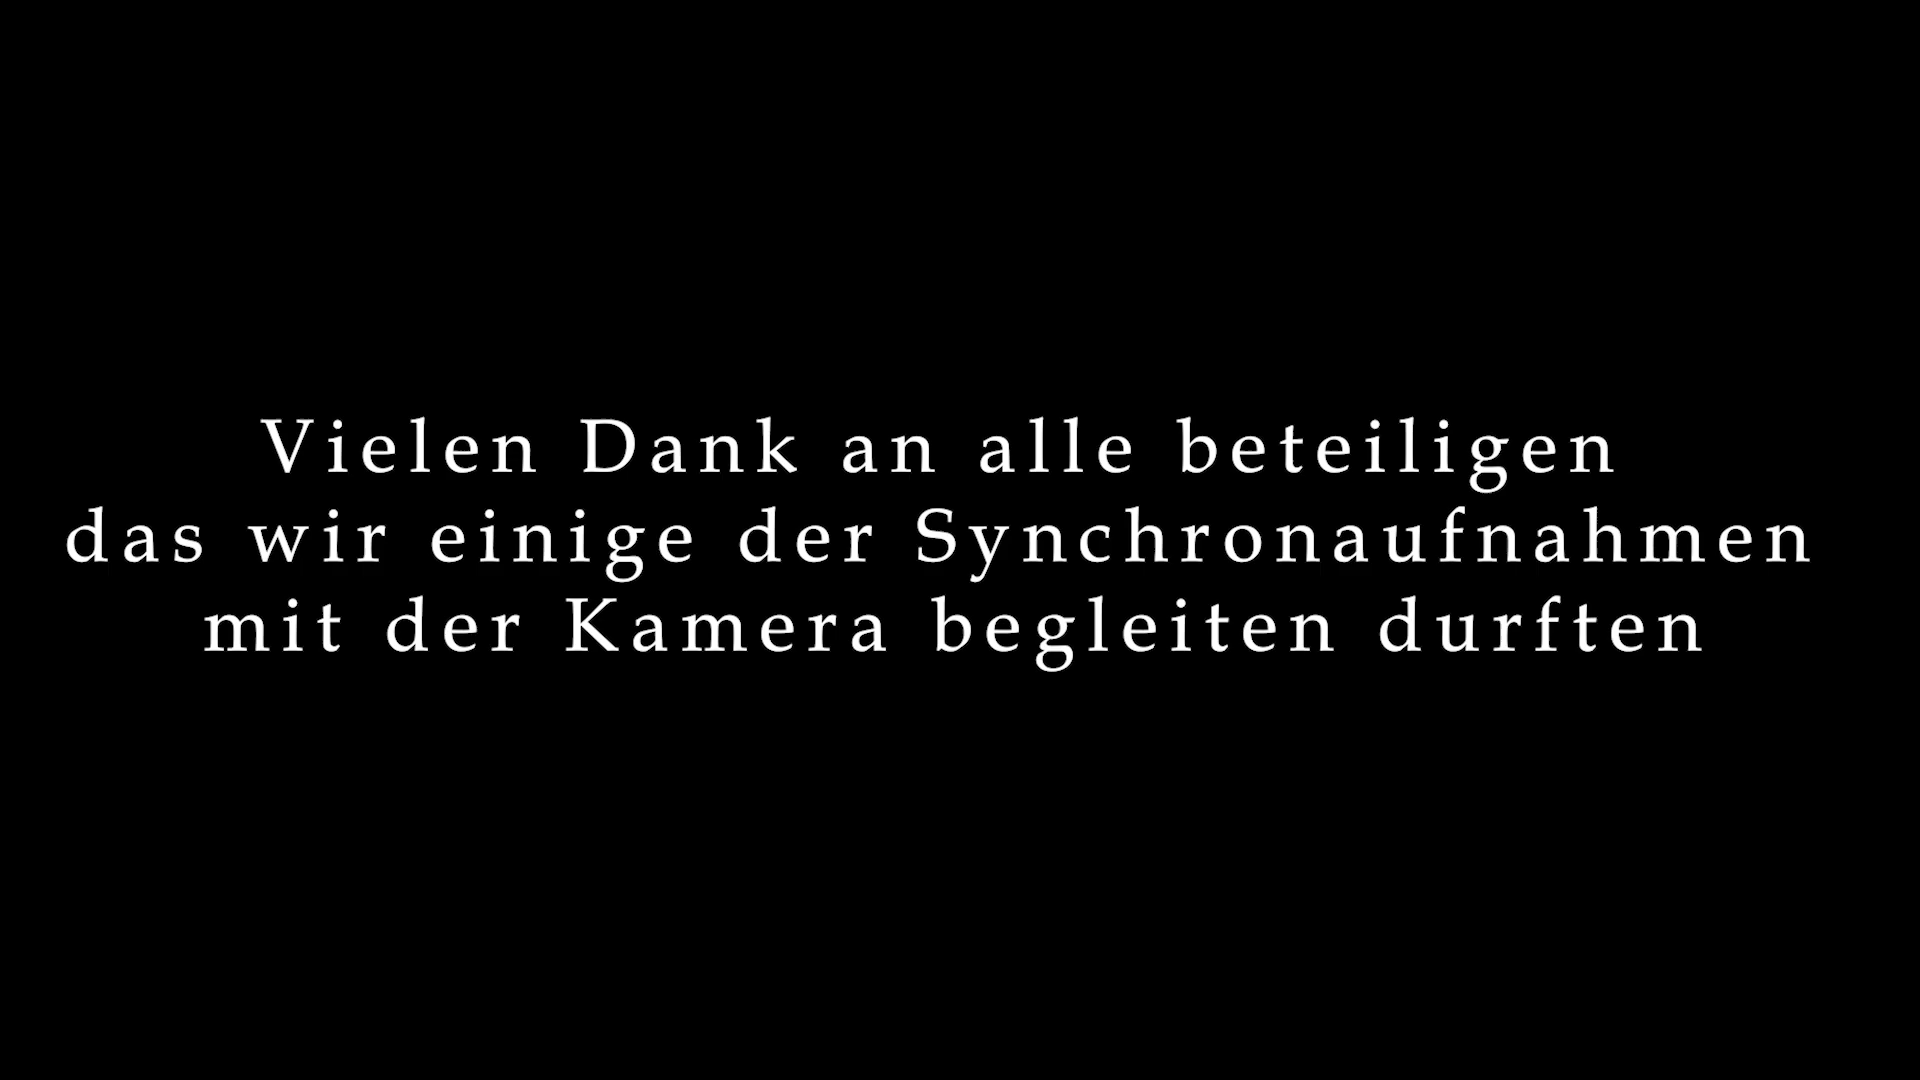 Vielen Dank an alle beteiligen
das wir einige der Synchronaufnahmen
mit der Kamera begleiten durften